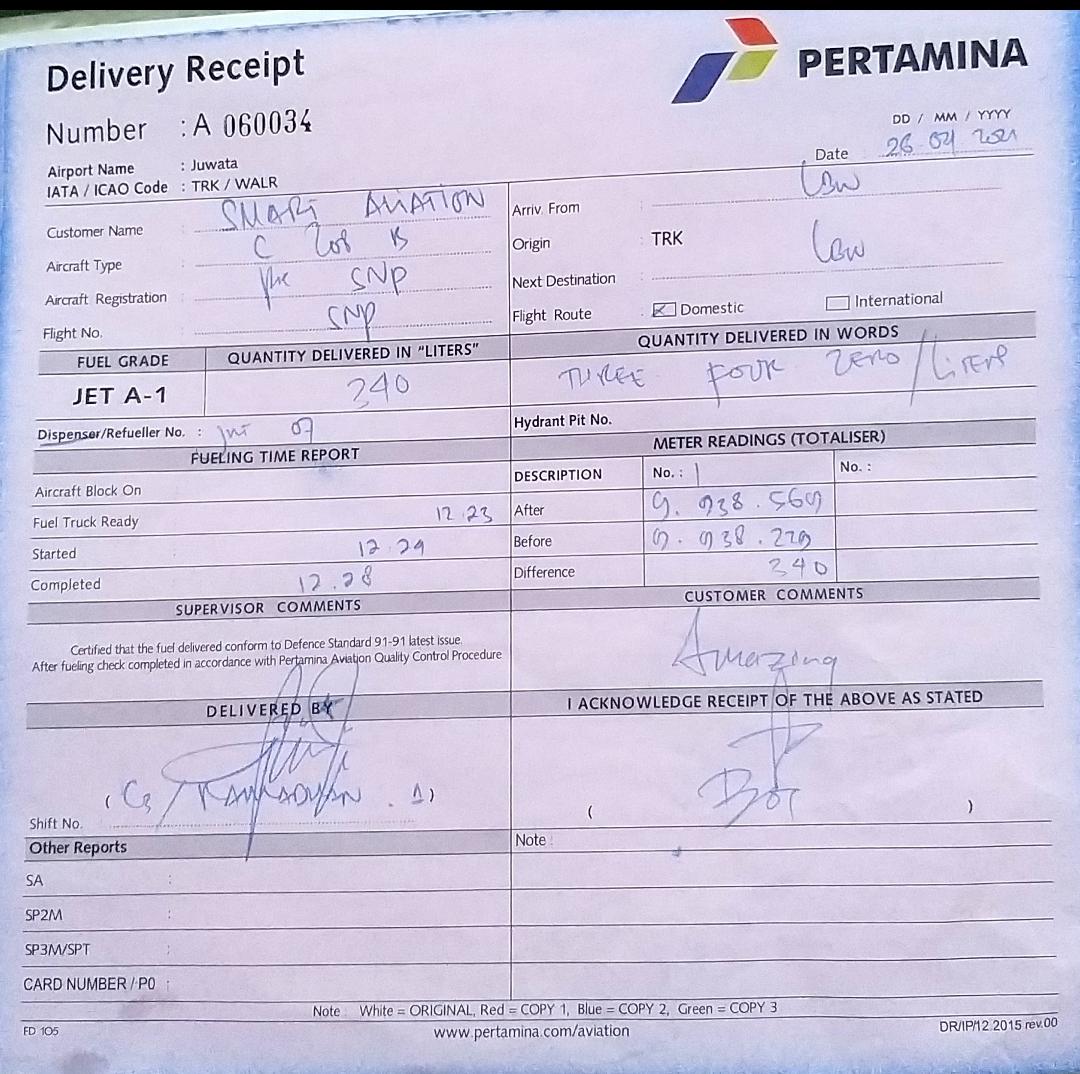 Delivery Receipt
PERTAMINA
Number : A 060034
DD / MM / YYYY
Airport Name : Juwata
Date 26 04 2021
IATA / ICAO Code : TRK / WALR
Customer Name : SMART AVIATION
Arriv. From : LBW
Aircraft Type : C 208 B
Origin : TRK
Aircraft Registration : PK SNP
Next Destination : LBW
Flight No. : SNP
Flight Route : Domestic International
FUEL GRADE QUANTITY DELIVERED IN "LITERS"
QUANTITY DELIVERED IN WORDS
JET A-1 340
THREE FOUR ZERO / LITERS
Dispenser/Refueller No. : 07
Hydrant Pit No.
FUELING TIME REPORT
METER READINGS (TOTALISER)
DESCRIPTION No. : 1 No. :
Aircraft Block On
Fuel Truck Ready 12.23
After 9.938.569
Started 12.24
Before 9.938.229
Completed 12.28
Difference 340
SUPERVISOR COMMENTS
CUSTOMER COMMENTS
Certified that the fuel delivered conform to Defence Standard 91-91 latest issue.
After fueling check completed in accordance with Pertamina Aviation Quality Control Procedure
Amazing
DELIVERED BY
I ACKNOWLEDGE RECEIPT OF THE ABOVE AS STATED
Shift No.
( )
Other Reports
Note :
SA :
SP2M :
SP3M/SPT :
CARD NUMBER / PO :
Note : White = ORIGINAL, Red = COPY 1, Blue = COPY 2, Green = COPY 3
FD 105
www.pertamina.com/aviation
DR/IP/12.2015 rev.00